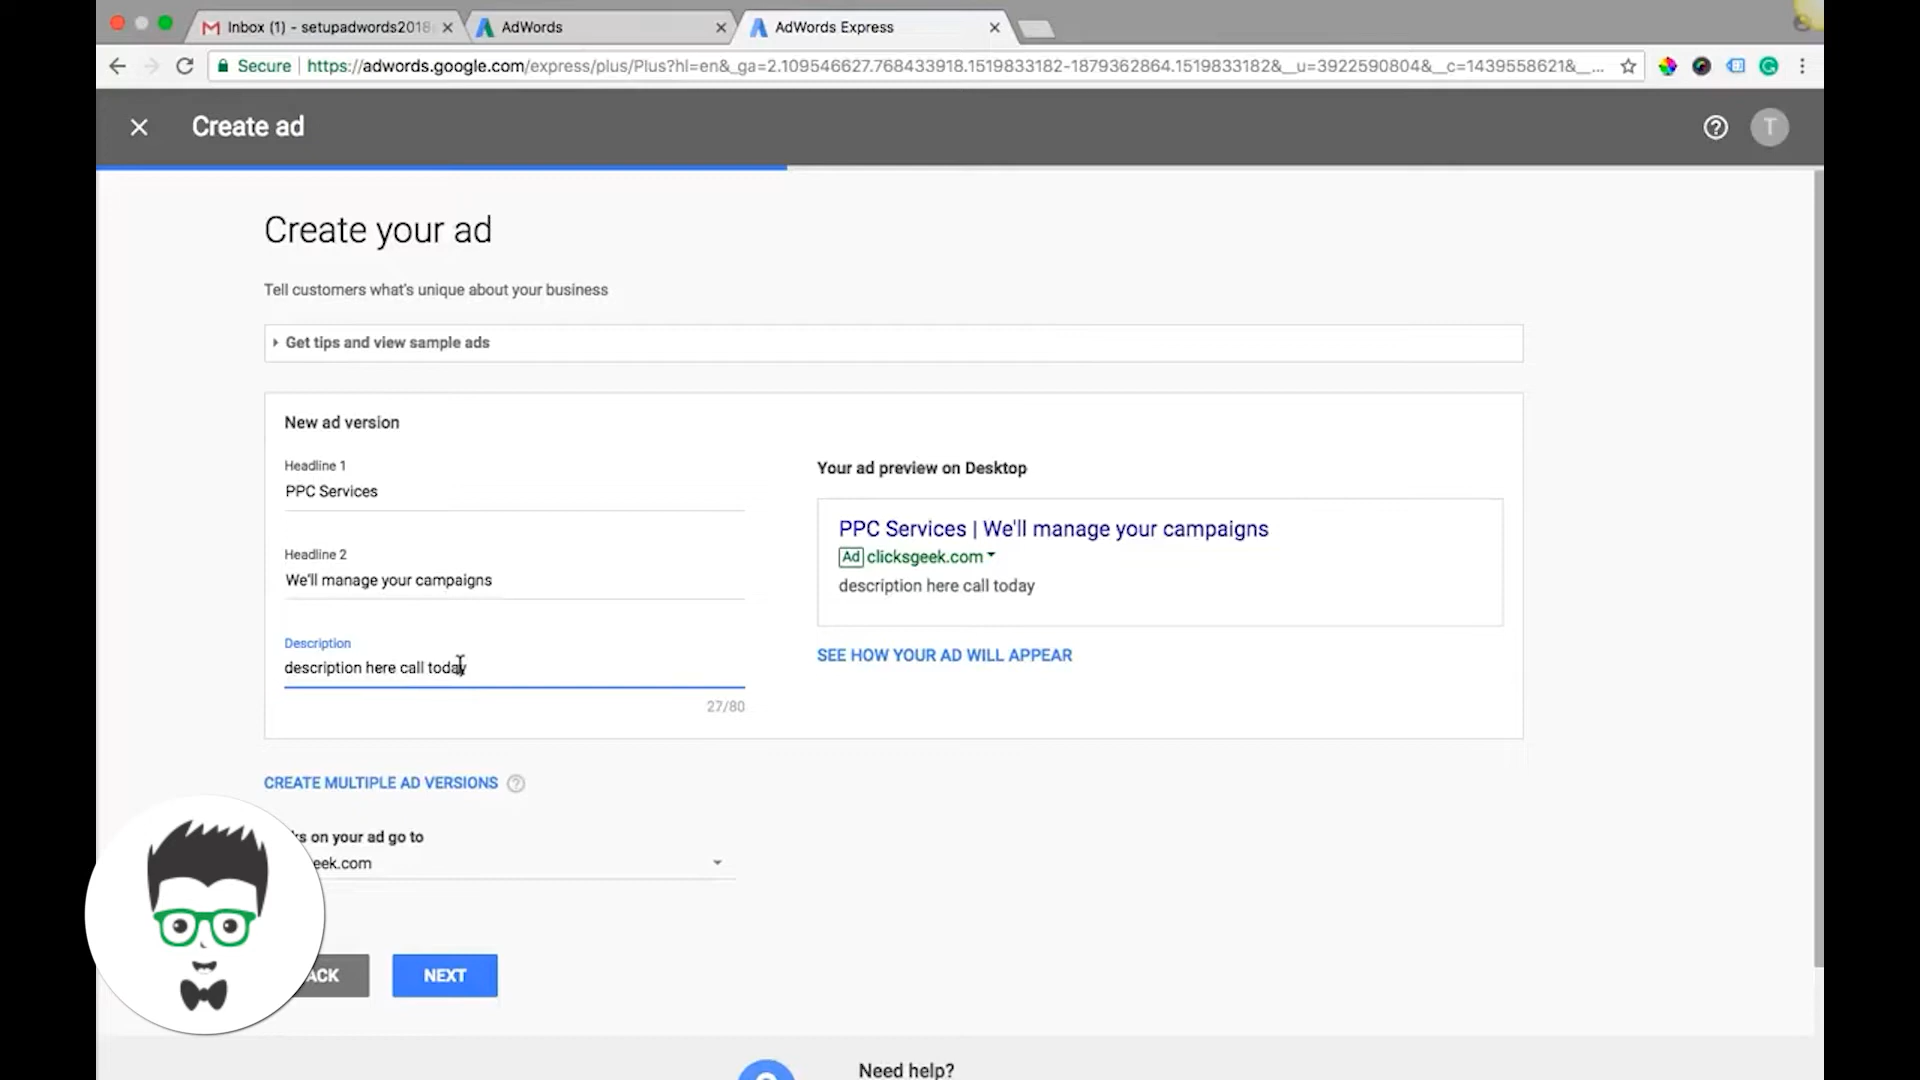 Inbox (1) - setupadwords2018
AdWords
AdWords Express
Secure
https://adwords.google.com/express/plus/Plus?hl=en&_ga=2.109546627.768433918.1519833182-1879362864.1519833182&__u=3922590804&__c=1439558621&__...
Create ad
T
Create your ad
Tell customers what's unique about your business
Get tips and view sample ads
New ad version
Headline 1
PPC Services
Headline 2
We'll manage your campaigns
Description
description here call today
27/80
Your ad preview on Desktop
PPC Services | We'll manage your campaigns
Ad clicksgeek.com
description here call today
SEE HOW YOUR AD WILL APPEAR
CREATE MULTIPLE AD VERSIONS
ks on your ad go to
eek.com
ACK
NEXT
Need help?